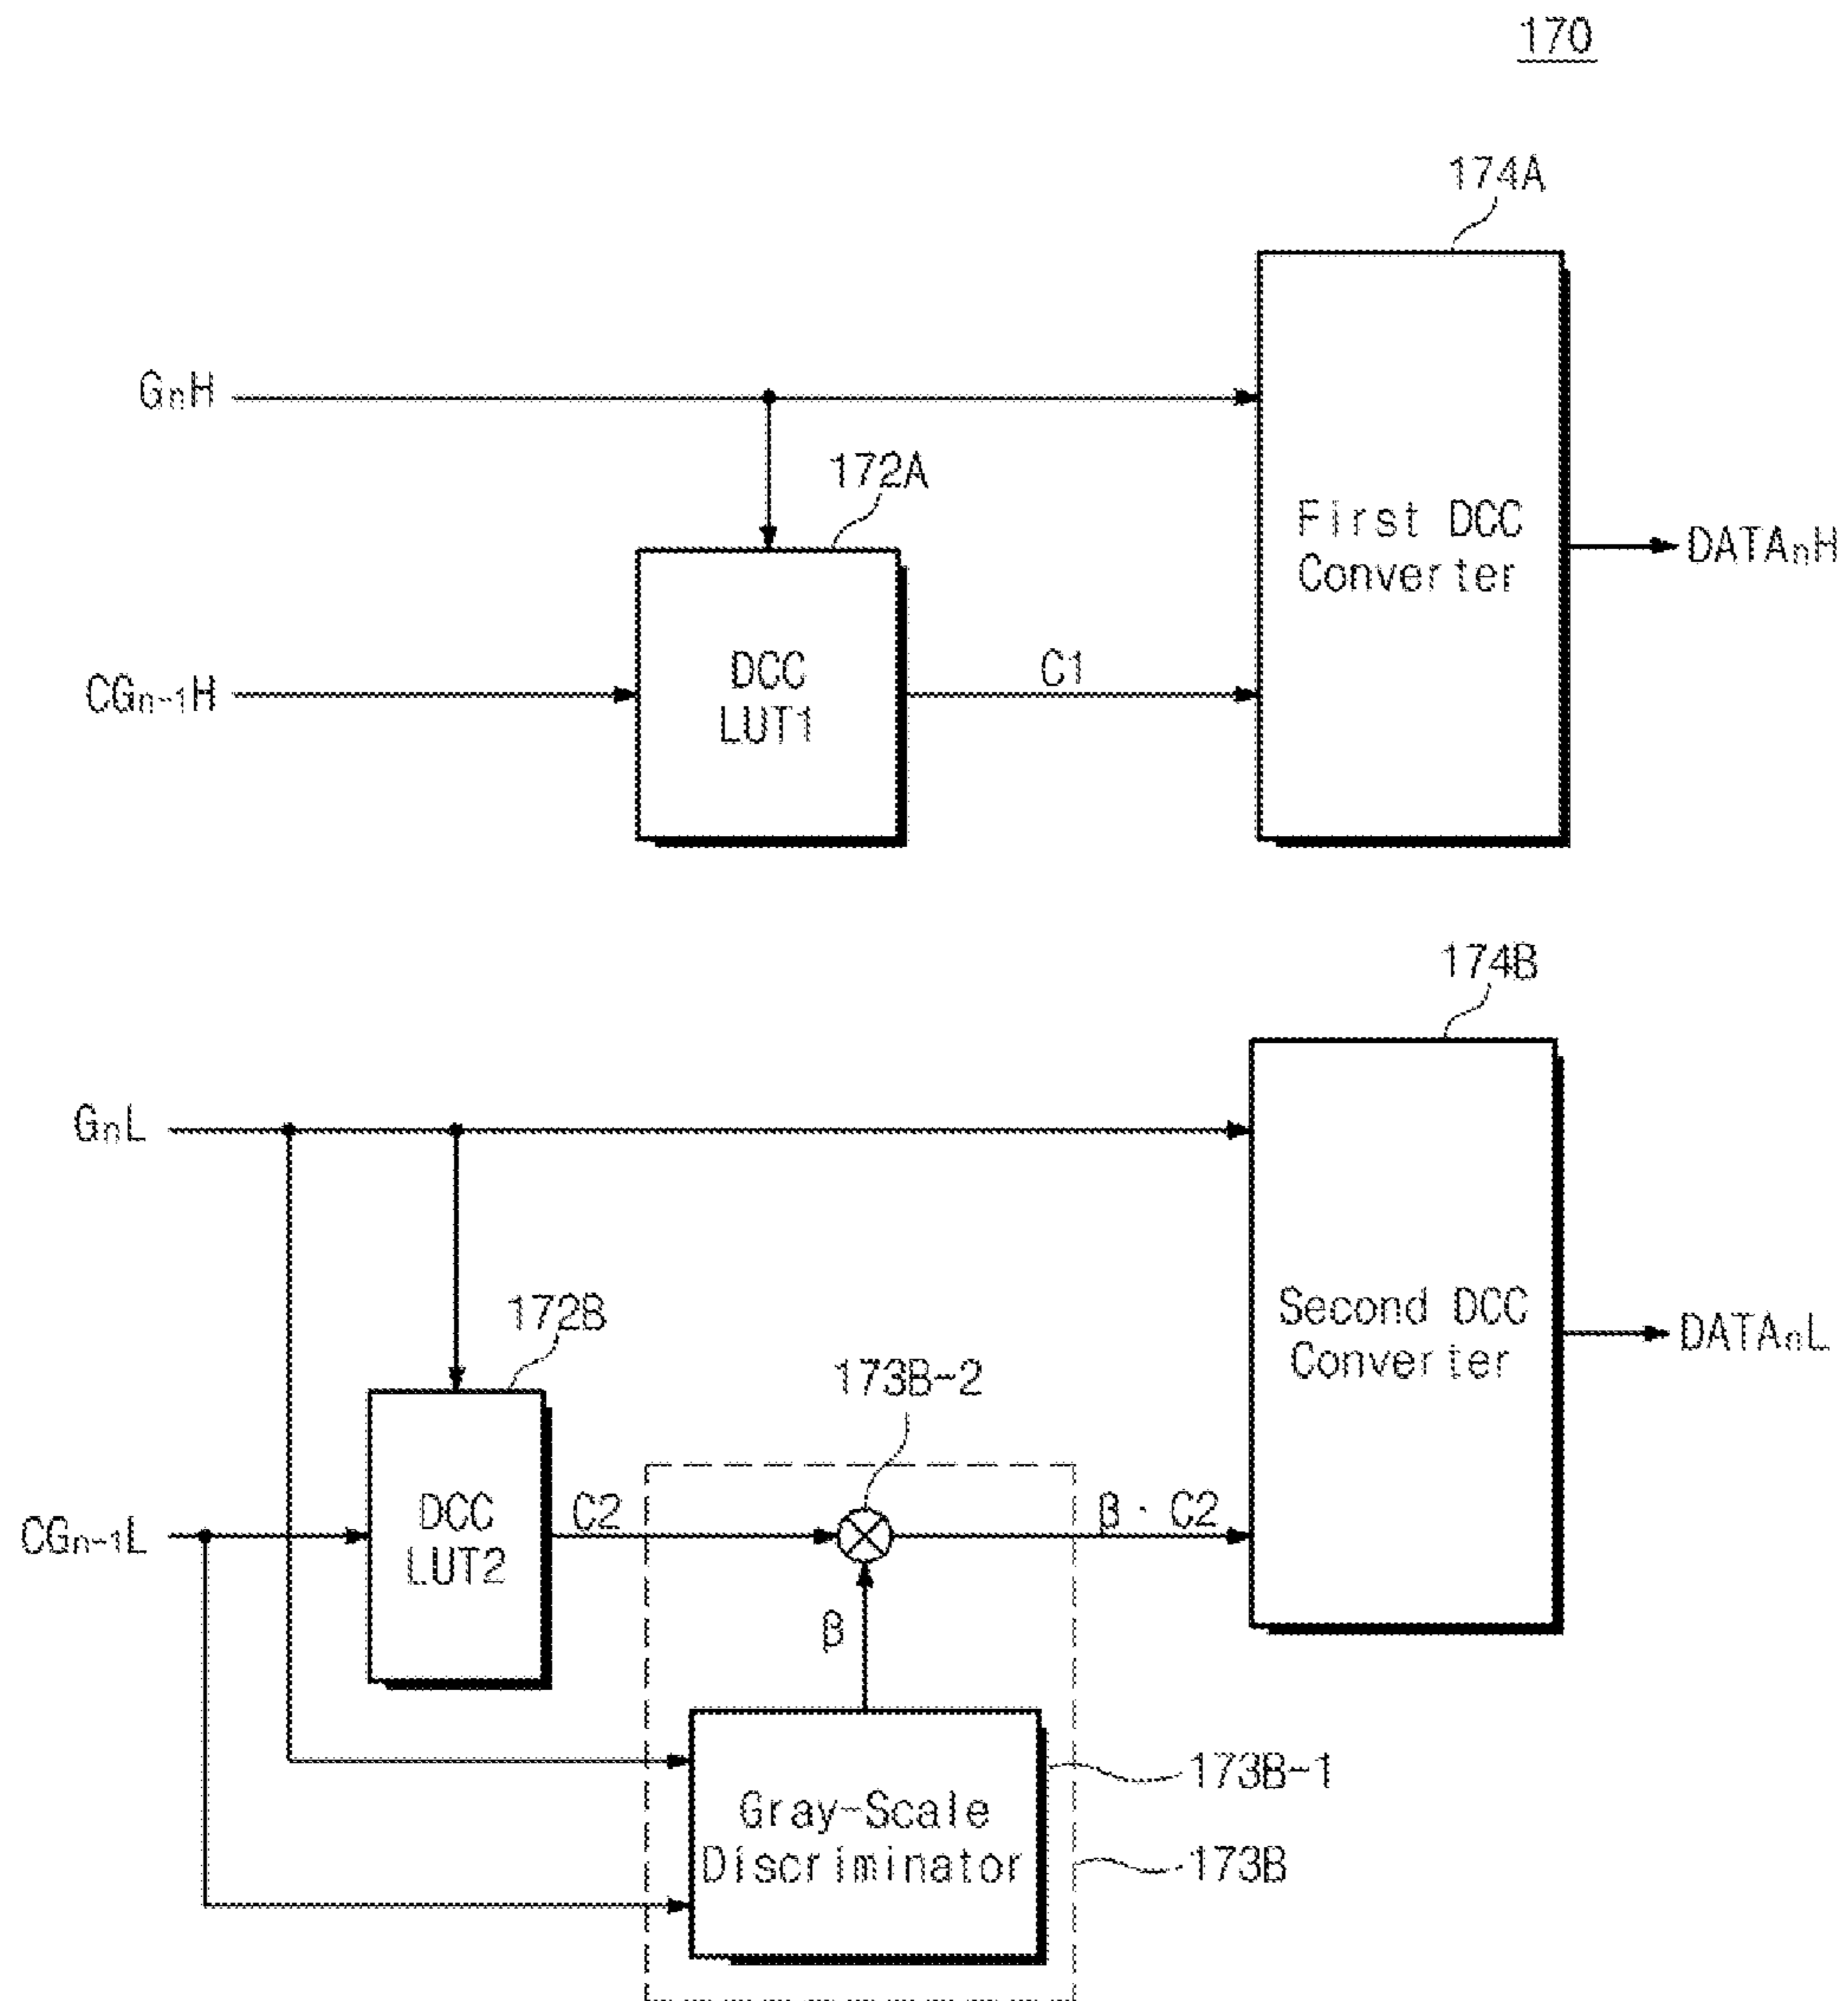 170
174A
GnH
172A
First DCC
Converter
DATAnH
CGn-1H
DCC
LUT1
C1
174B
GnL
172B
Second DCC
Converter
DATAnL
173B-2
CGn-1L
DCC
LUT2
C2
β · C2
β
173B-1
Gray-Scale
Discriminator
173B